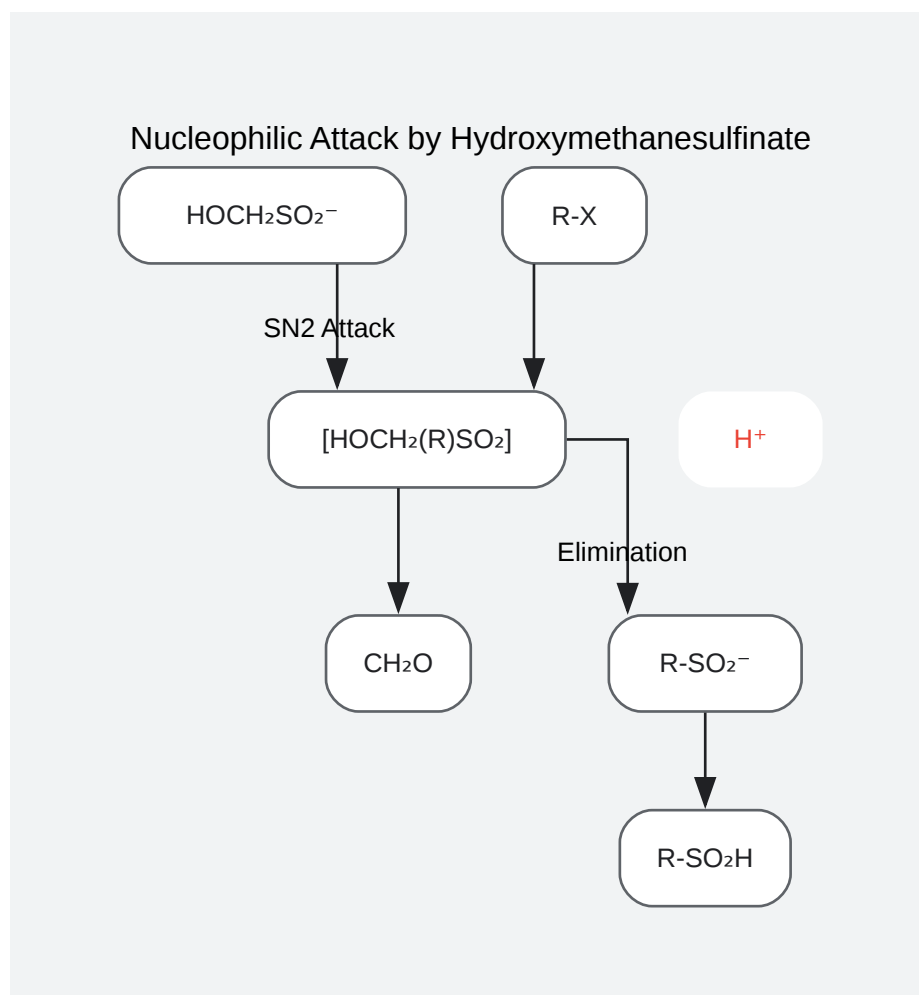 Nucleophilic Attack by Hydroxymethanesulfinate
HOCH₂SO₂⁻
R-X
SN2 Attack
[HOCH₂(R)SO₂]
H⁺
Elimination
CH₂O
R-SO₂⁻
R-SO₂H